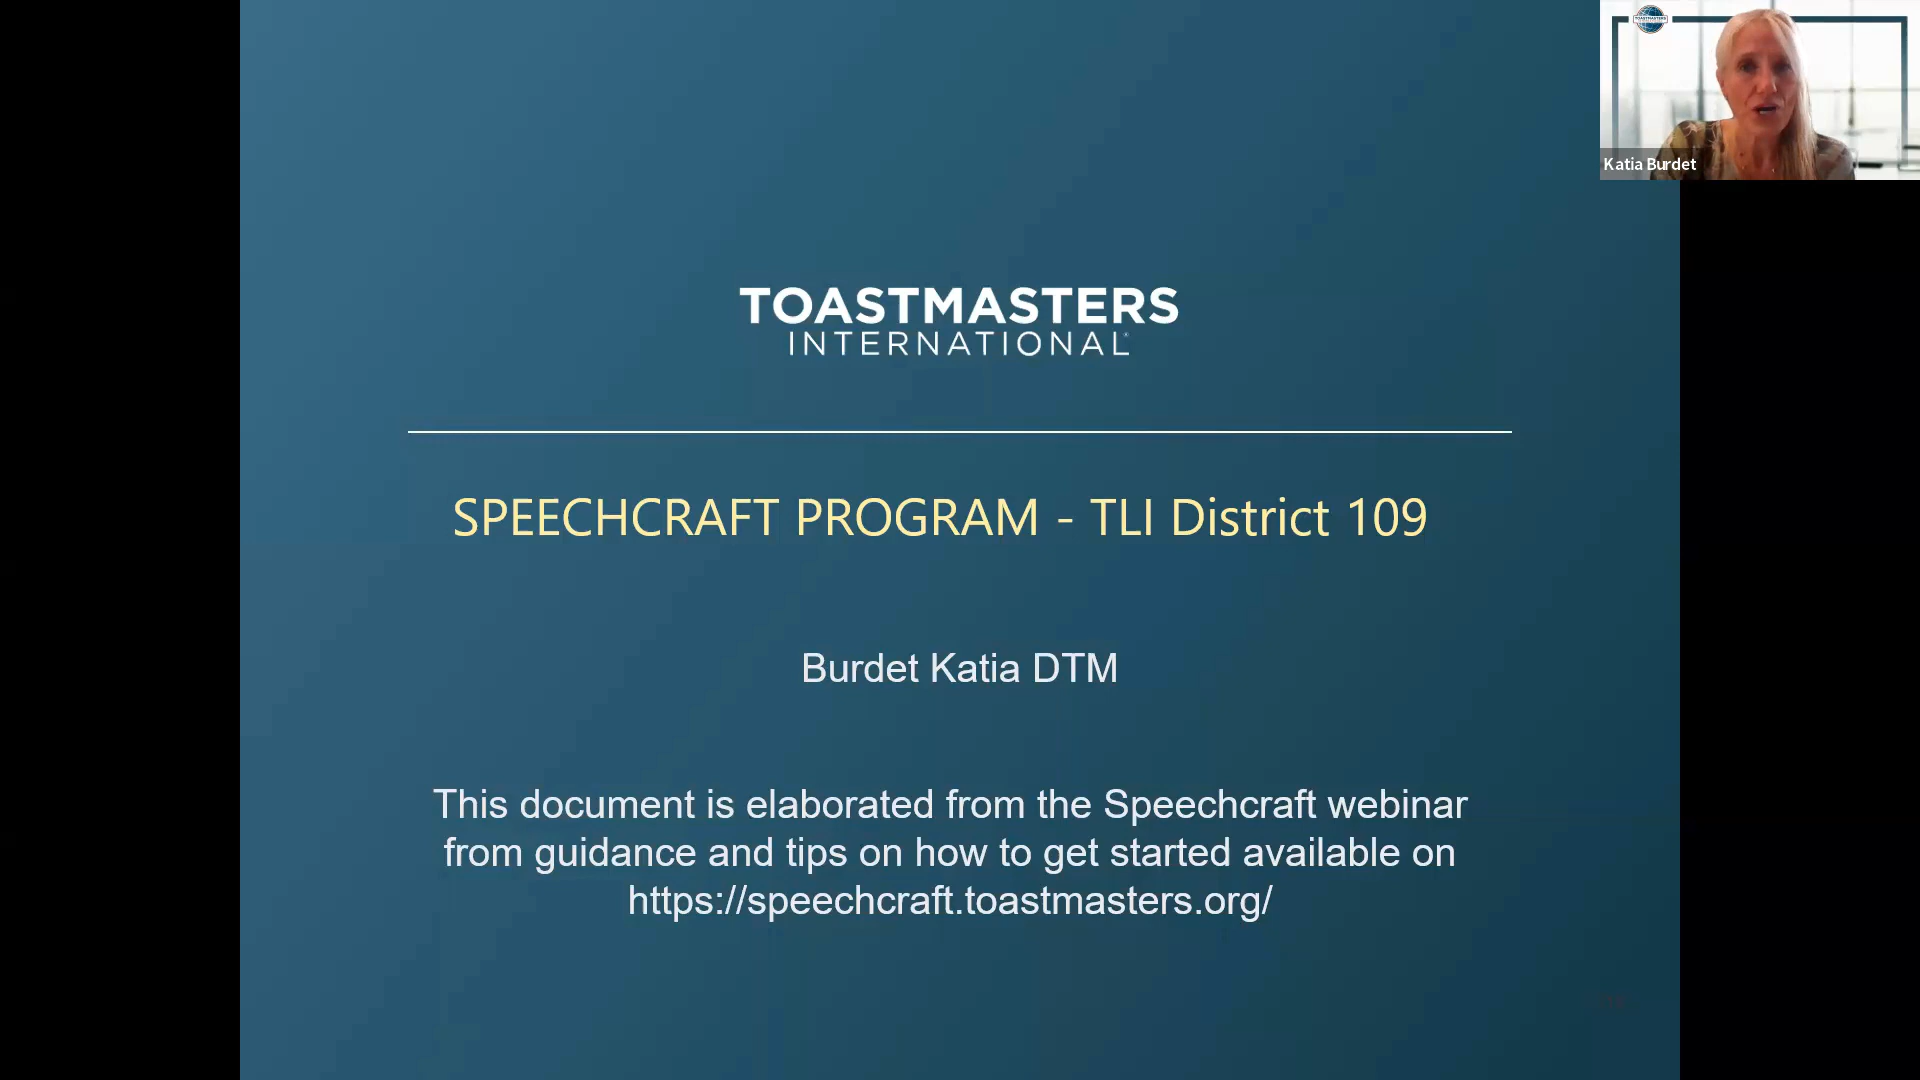 TOASTMASTERS
Katia Burdet
TOASTMASTERS
INTERNATIONAL
SPEECHCRAFT PROGRAM - TLI District 109
Burdet Katia DTM
This document is elaborated from the Speechcraft webinar
from guidance and tips on how to get started available on
https://speechcraft.toastmasters.org/